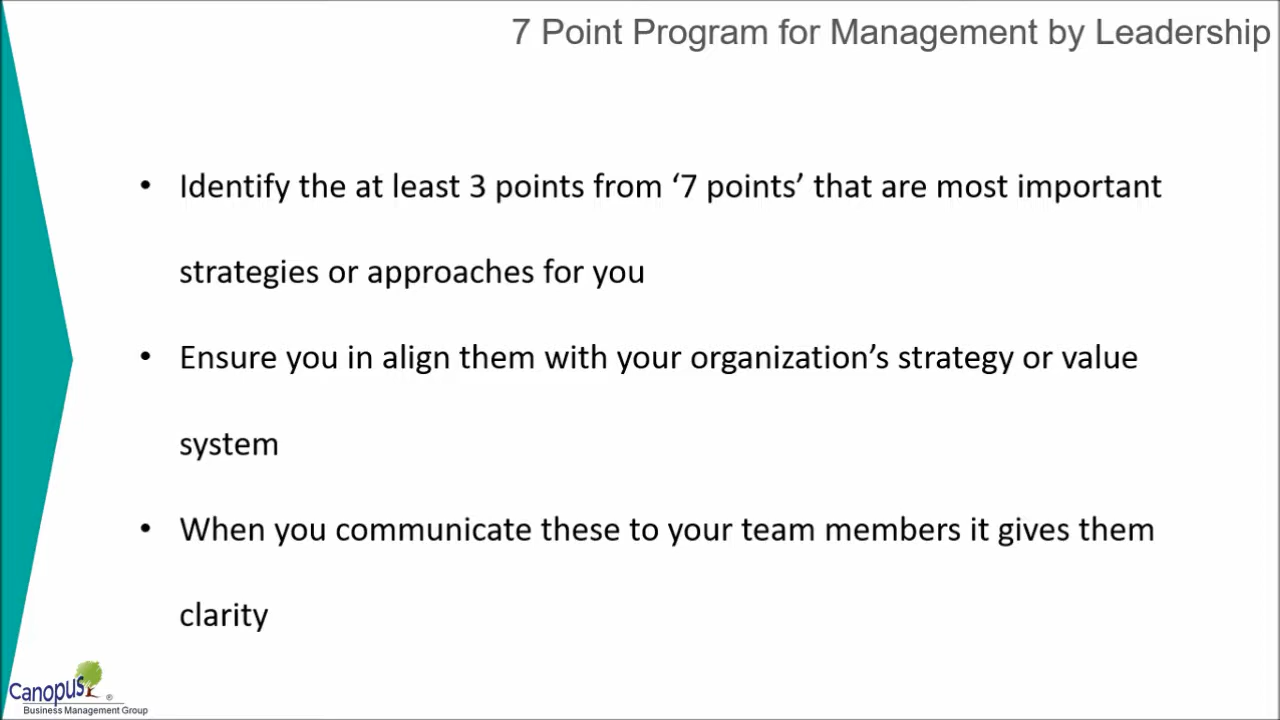 7 Point Program for Management by Leadership
• Identify the at least 3 points from ‘7 points’ that are most important
strategies or approaches for you
• Ensure you in align them with your organization’s strategy or value
system
• When you communicate these to your team members it gives them
clarity
Canopus ®
Business Management Group